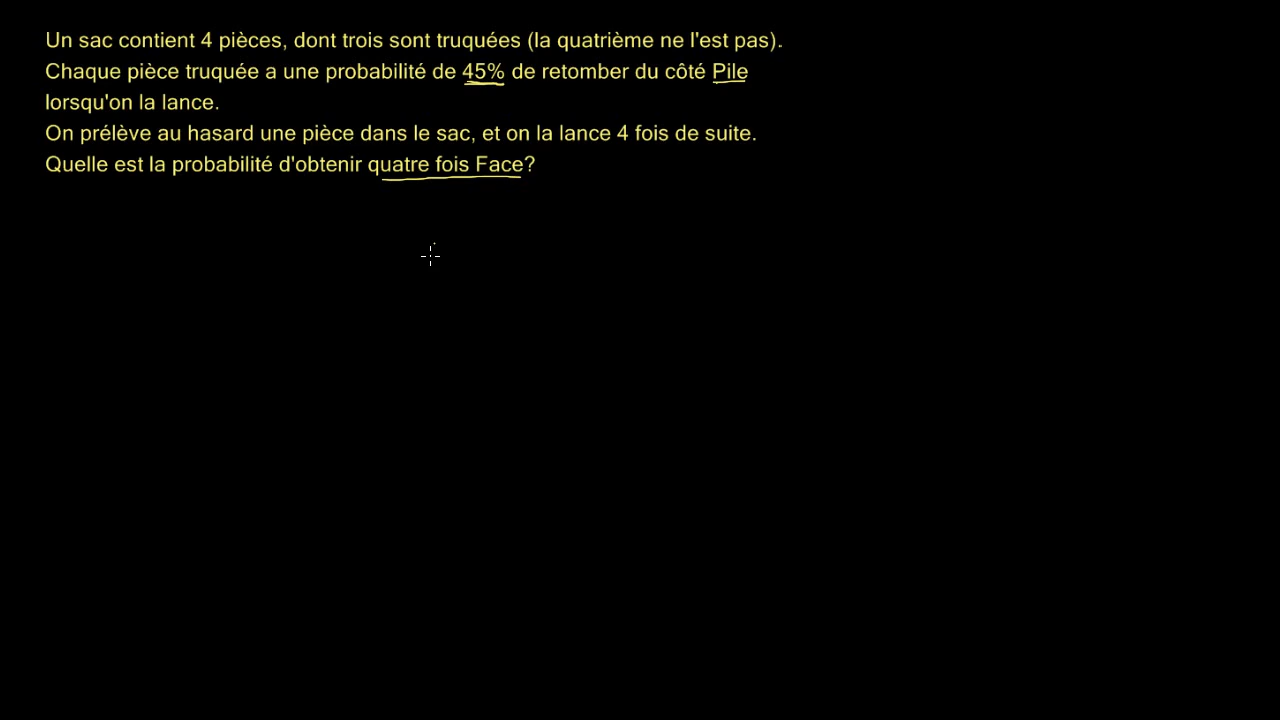 Un sac contient 4 pièces, dont trois sont truquées (la quatrième ne l'est pas).
Chaque pièce truquée a une probabilité de 45% de retomber du côté Pile
lorsqu'on la lance.
On prélève au hasard une pièce dans le sac, et on la lance 4 fois de suite.
Quelle est la probabilité d'obtenir quatre fois Face?